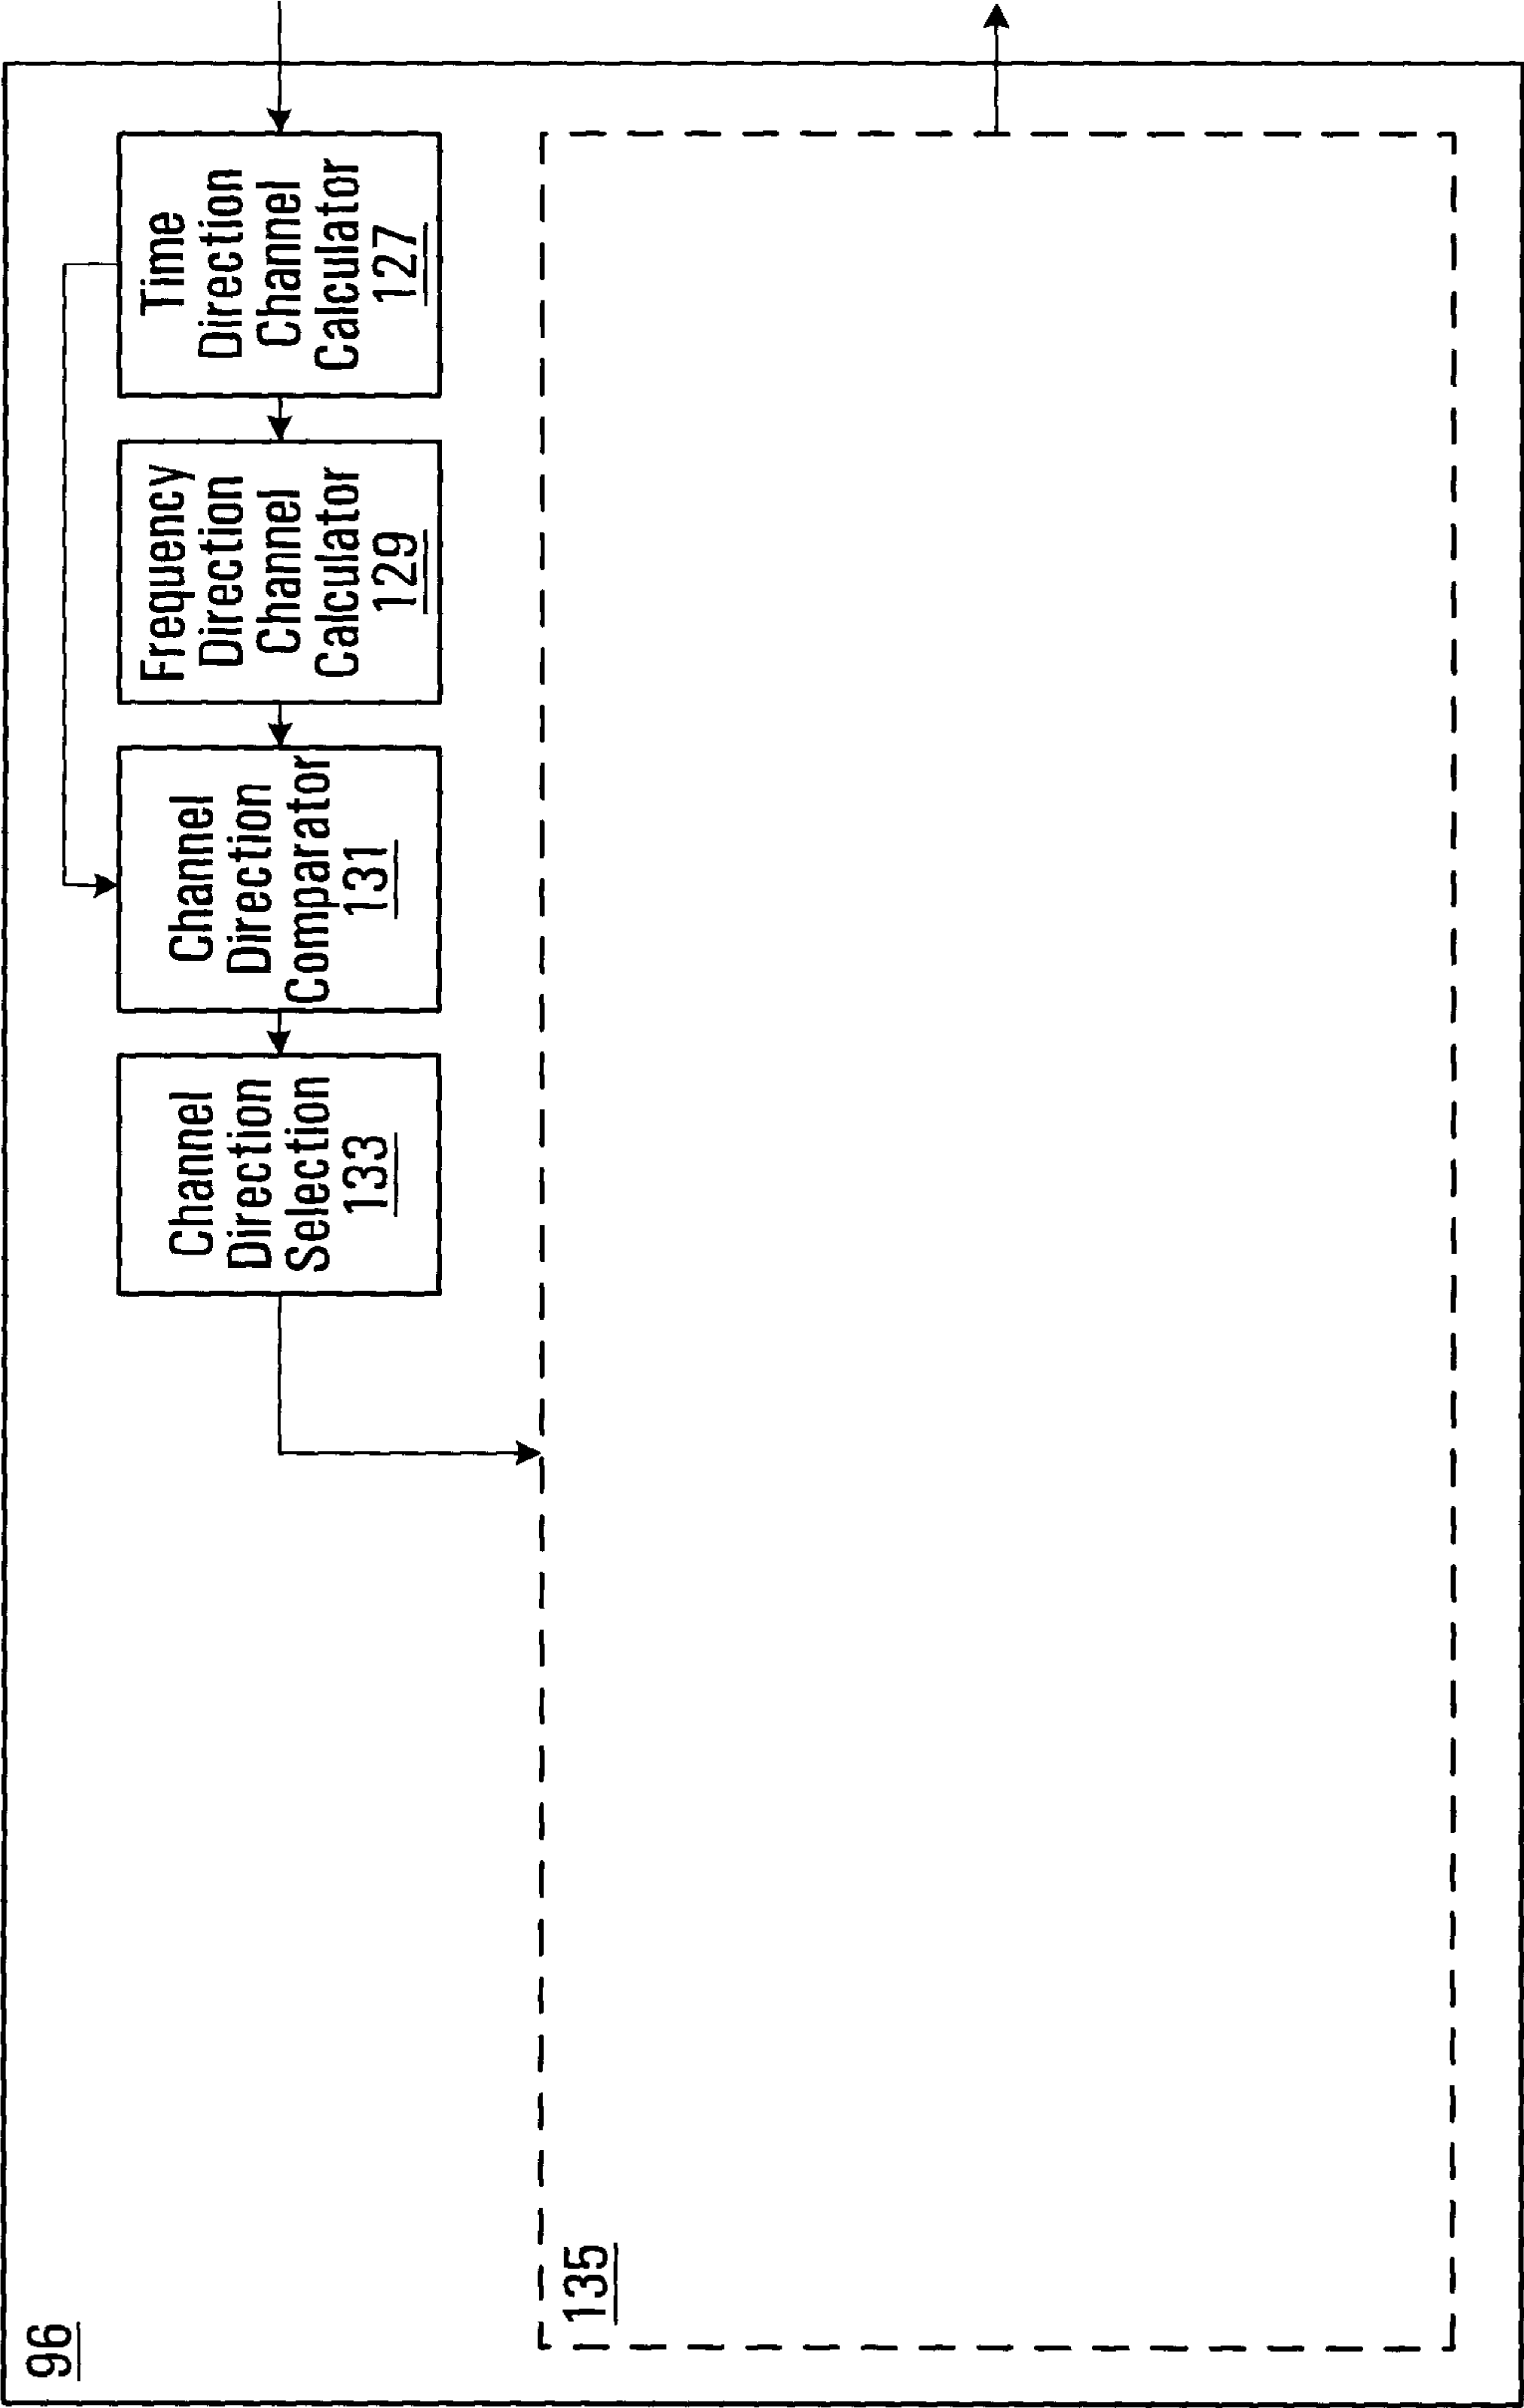 96
Time
Direction
Channel
Calculator
127
Frequency
Direction
Channel
Calculator
129
Channel
Direction
Comparator
131
Channel
Direction
Selection
133
135